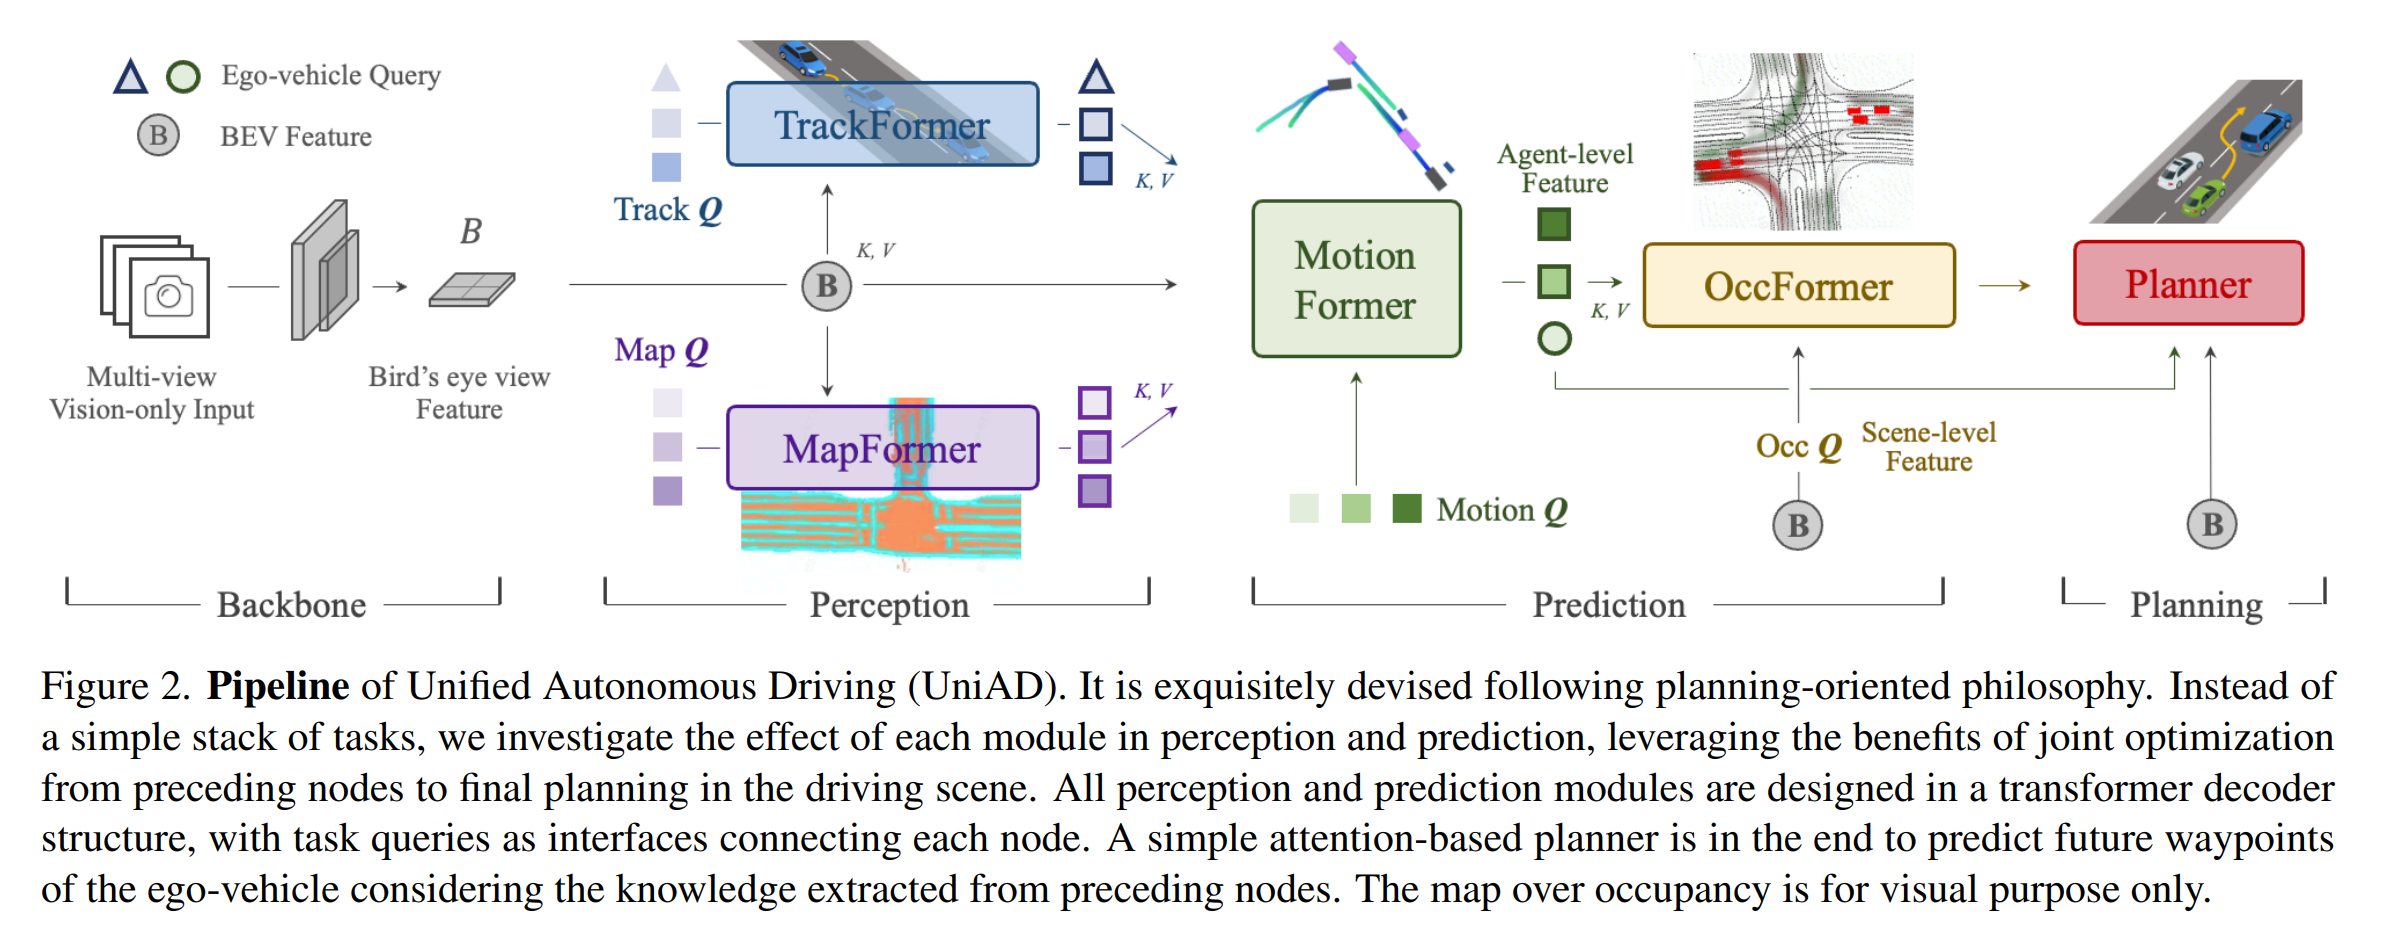 Ego-vehicle Query
B
BEV Feature
Multi-view
Vision-only Input
B
Bird's eye view
Feature
Backbone
Track Q
TrackFormer
K, V
B
K, V
Map Q
MapFormer
K, V
Perception
Motion
Former
Motion Q
Agent-level
Feature
K, V
OccFormer
Occ Q
Scene-level
Feature
B
Prediction
Planner
B
Planning
Figure 2. Pipeline of Unified Autonomous Driving (UniAD). It is exquisitely devised following planning-oriented philosophy. Instead of
a simple stack of tasks, we investigate the effect of each module in perception and prediction, leveraging the benefits of joint optimization
from preceding nodes to final planning in the driving scene. All perception and prediction modules are designed in a transformer decoder
structure, with task queries as interfaces connecting each node. A simple attention-based planner is in the end to predict future waypoints
of the ego-vehicle considering the knowledge extracted from preceding nodes. The map over occupancy is for visual purpose only.